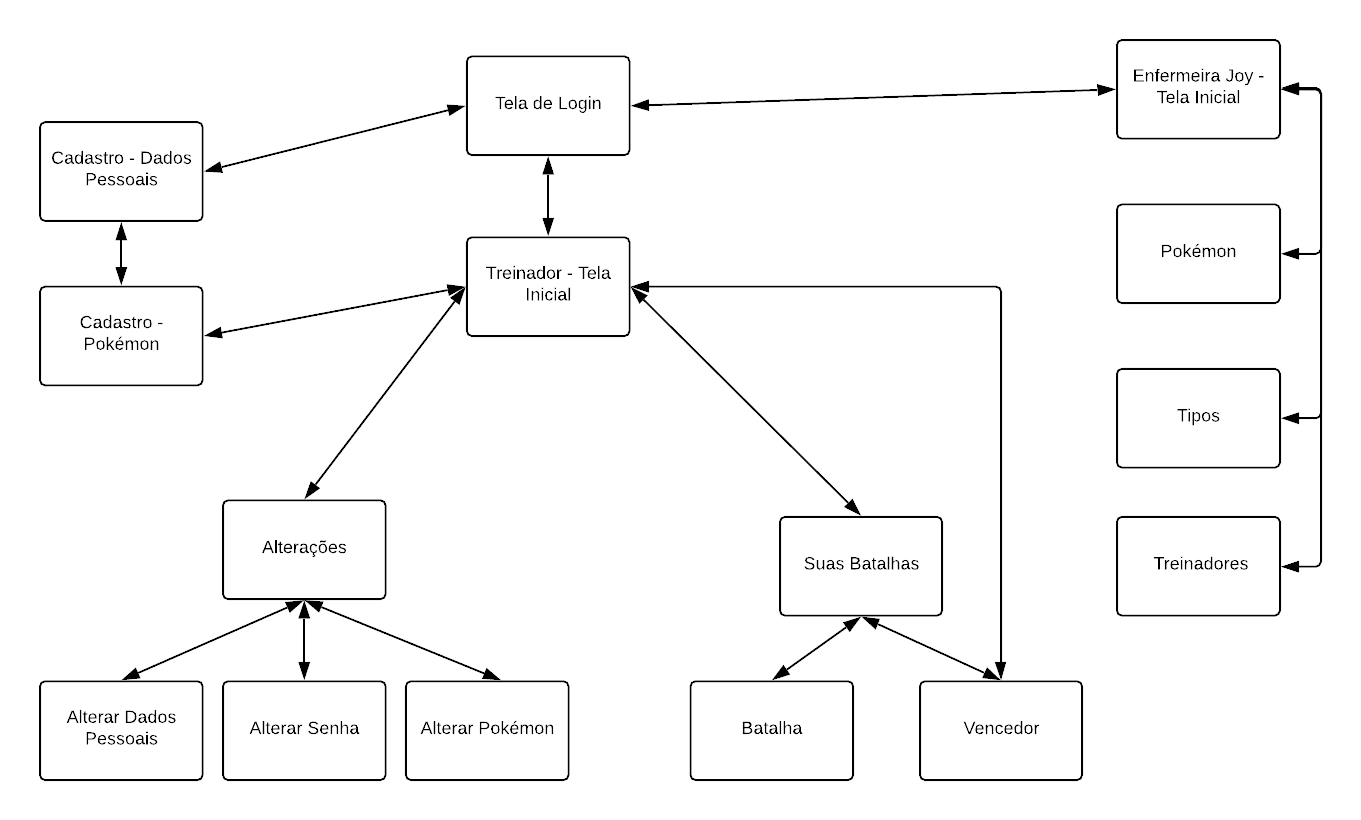 Enfermeira Joy -
Tela Inicial
Tela de Login
Cadastro - Dados
Pessoais
Pokémon
Treinador - Tela
Inicial
Cadastro -
Pokémon
Tipos
Alterações
Suas Batalhas
Treinadores
Alterar Dados
Pessoais
Alterar Senha
Alterar Pokémon
Batalha
Vencedor